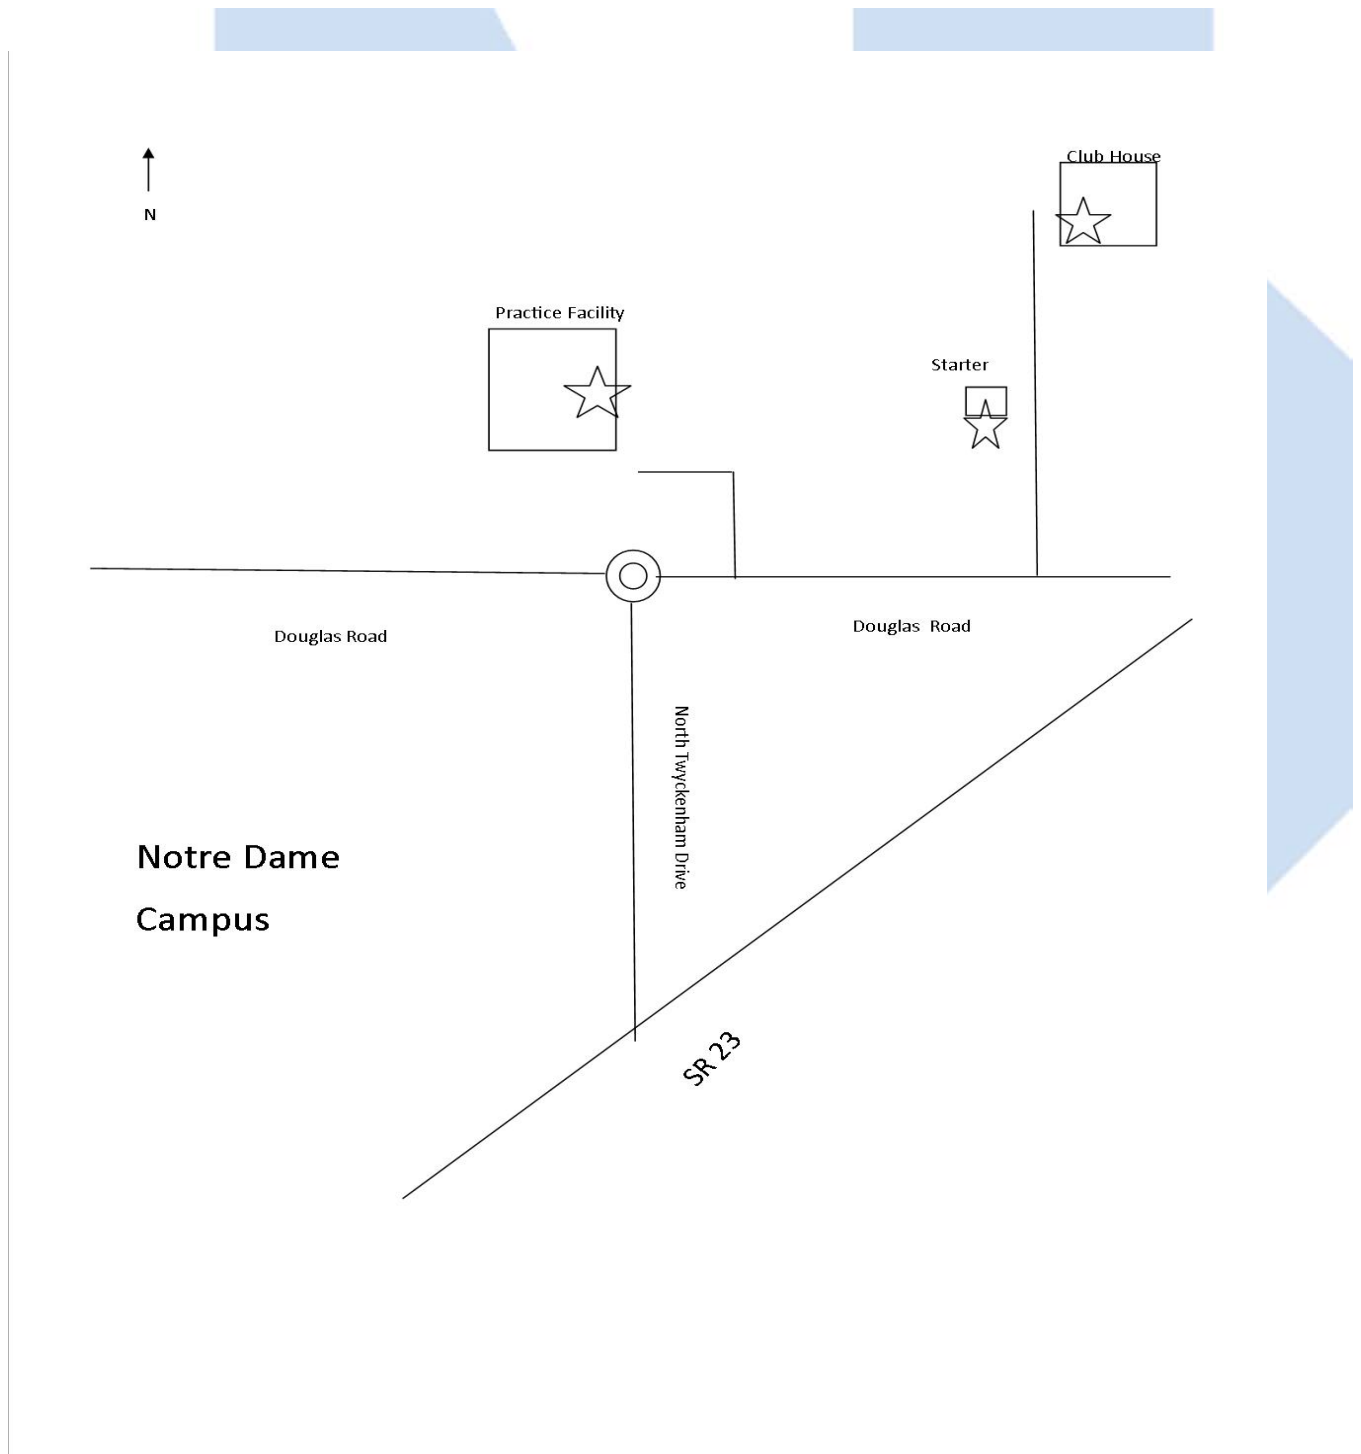 Club House
N
Practice Facility
Starter
Douglas Road
Douglas Road
North Twyckenham Drive
Notre Dame
Campus
SR 23